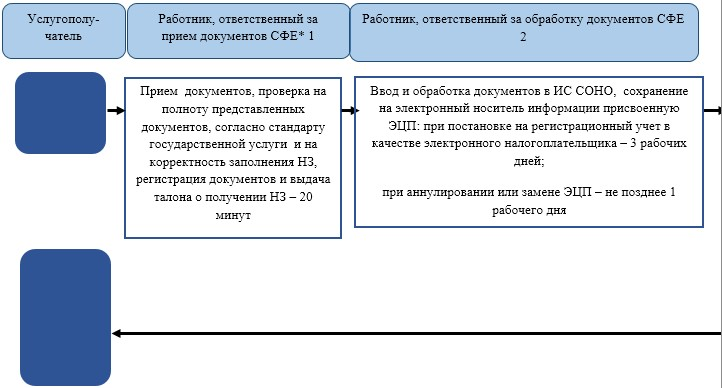 Услугополу-
чатель
Работник, ответственный за
прием документов СФЕ* 1
Работник, ответственный за обработку документов СФЕ
2
Прием документов, проверка на
полноту представленных
документов, согласно стандарту
государственной услуги и на
корректность заполнения НЗ,
регистрация документов и выдача
талона о получении НЗ – 20
минут
Ввод и обработка документов в ИС СОНО, сохранение
на электронный носитель информации присвоенную
ЭЦП: при постановке на регистрационный учет в
качестве электронного налогоплательщика – 3 рабочих
дней;
при аннулировании или замене ЭЦП – не позднее 1
рабочего дня